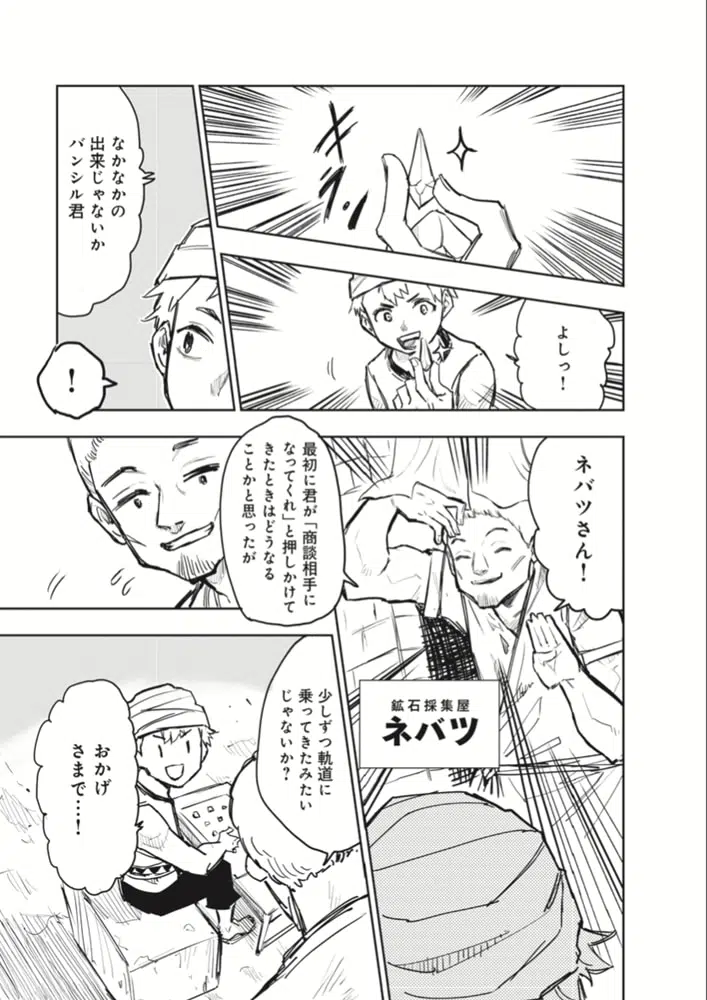 キラン
よしっ！
なかなかの
出来じゃないか
バンシル君
！
ネバツさん！
鉱石採集屋
ネバツ
最初に君が「商談相手に
なってくれ」と押しかけて
きたときはどうなる
ことかと思ったが
少しずつ軌道に
乗ってきたみたい
じゃないか？
おかげ
さまで…！